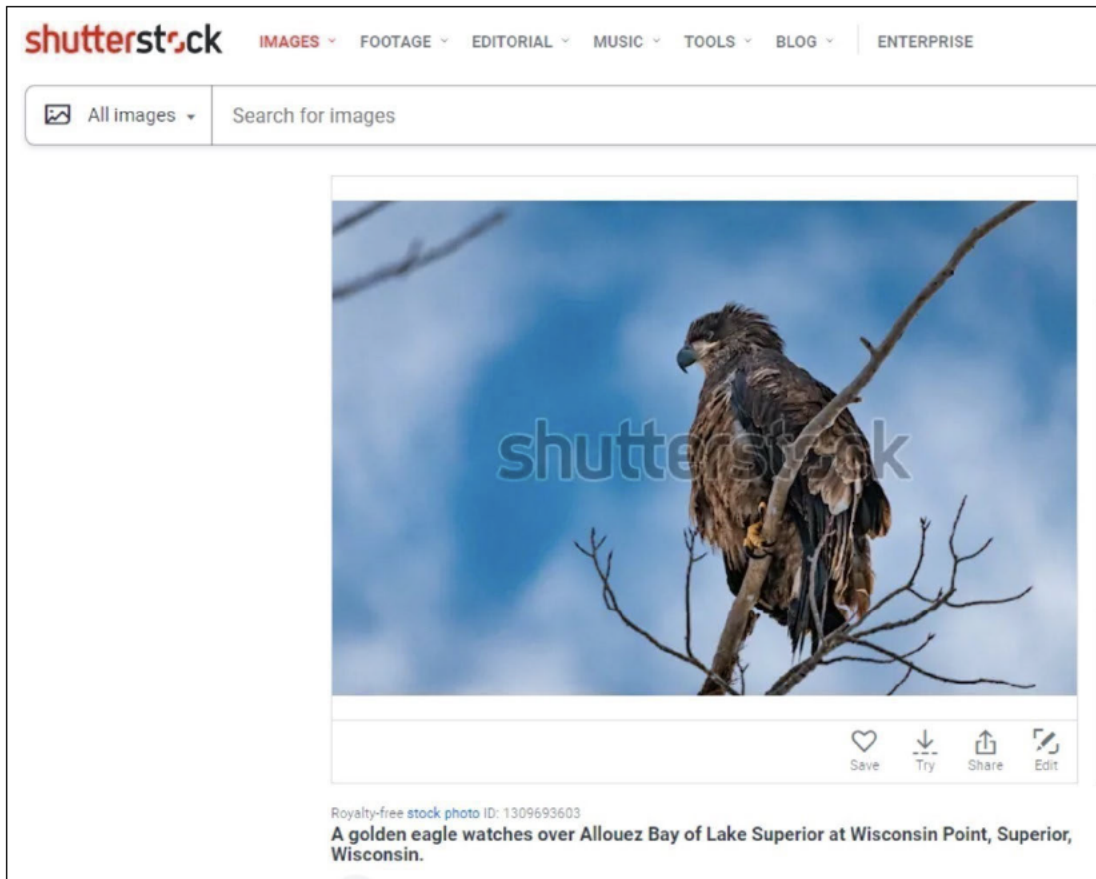 shutterstock IMAGES FOOTAGE EDITORIAL MUSIC TOOLS BLOG ENTERPRISE
All images Search for images
shutterstock
Save Try Share Edit
Royalty-free stock photo ID: 1309693603
A golden eagle watches over Allouez Bay of Lake Superior at Wisconsin Point, Superior,
Wisconsin.